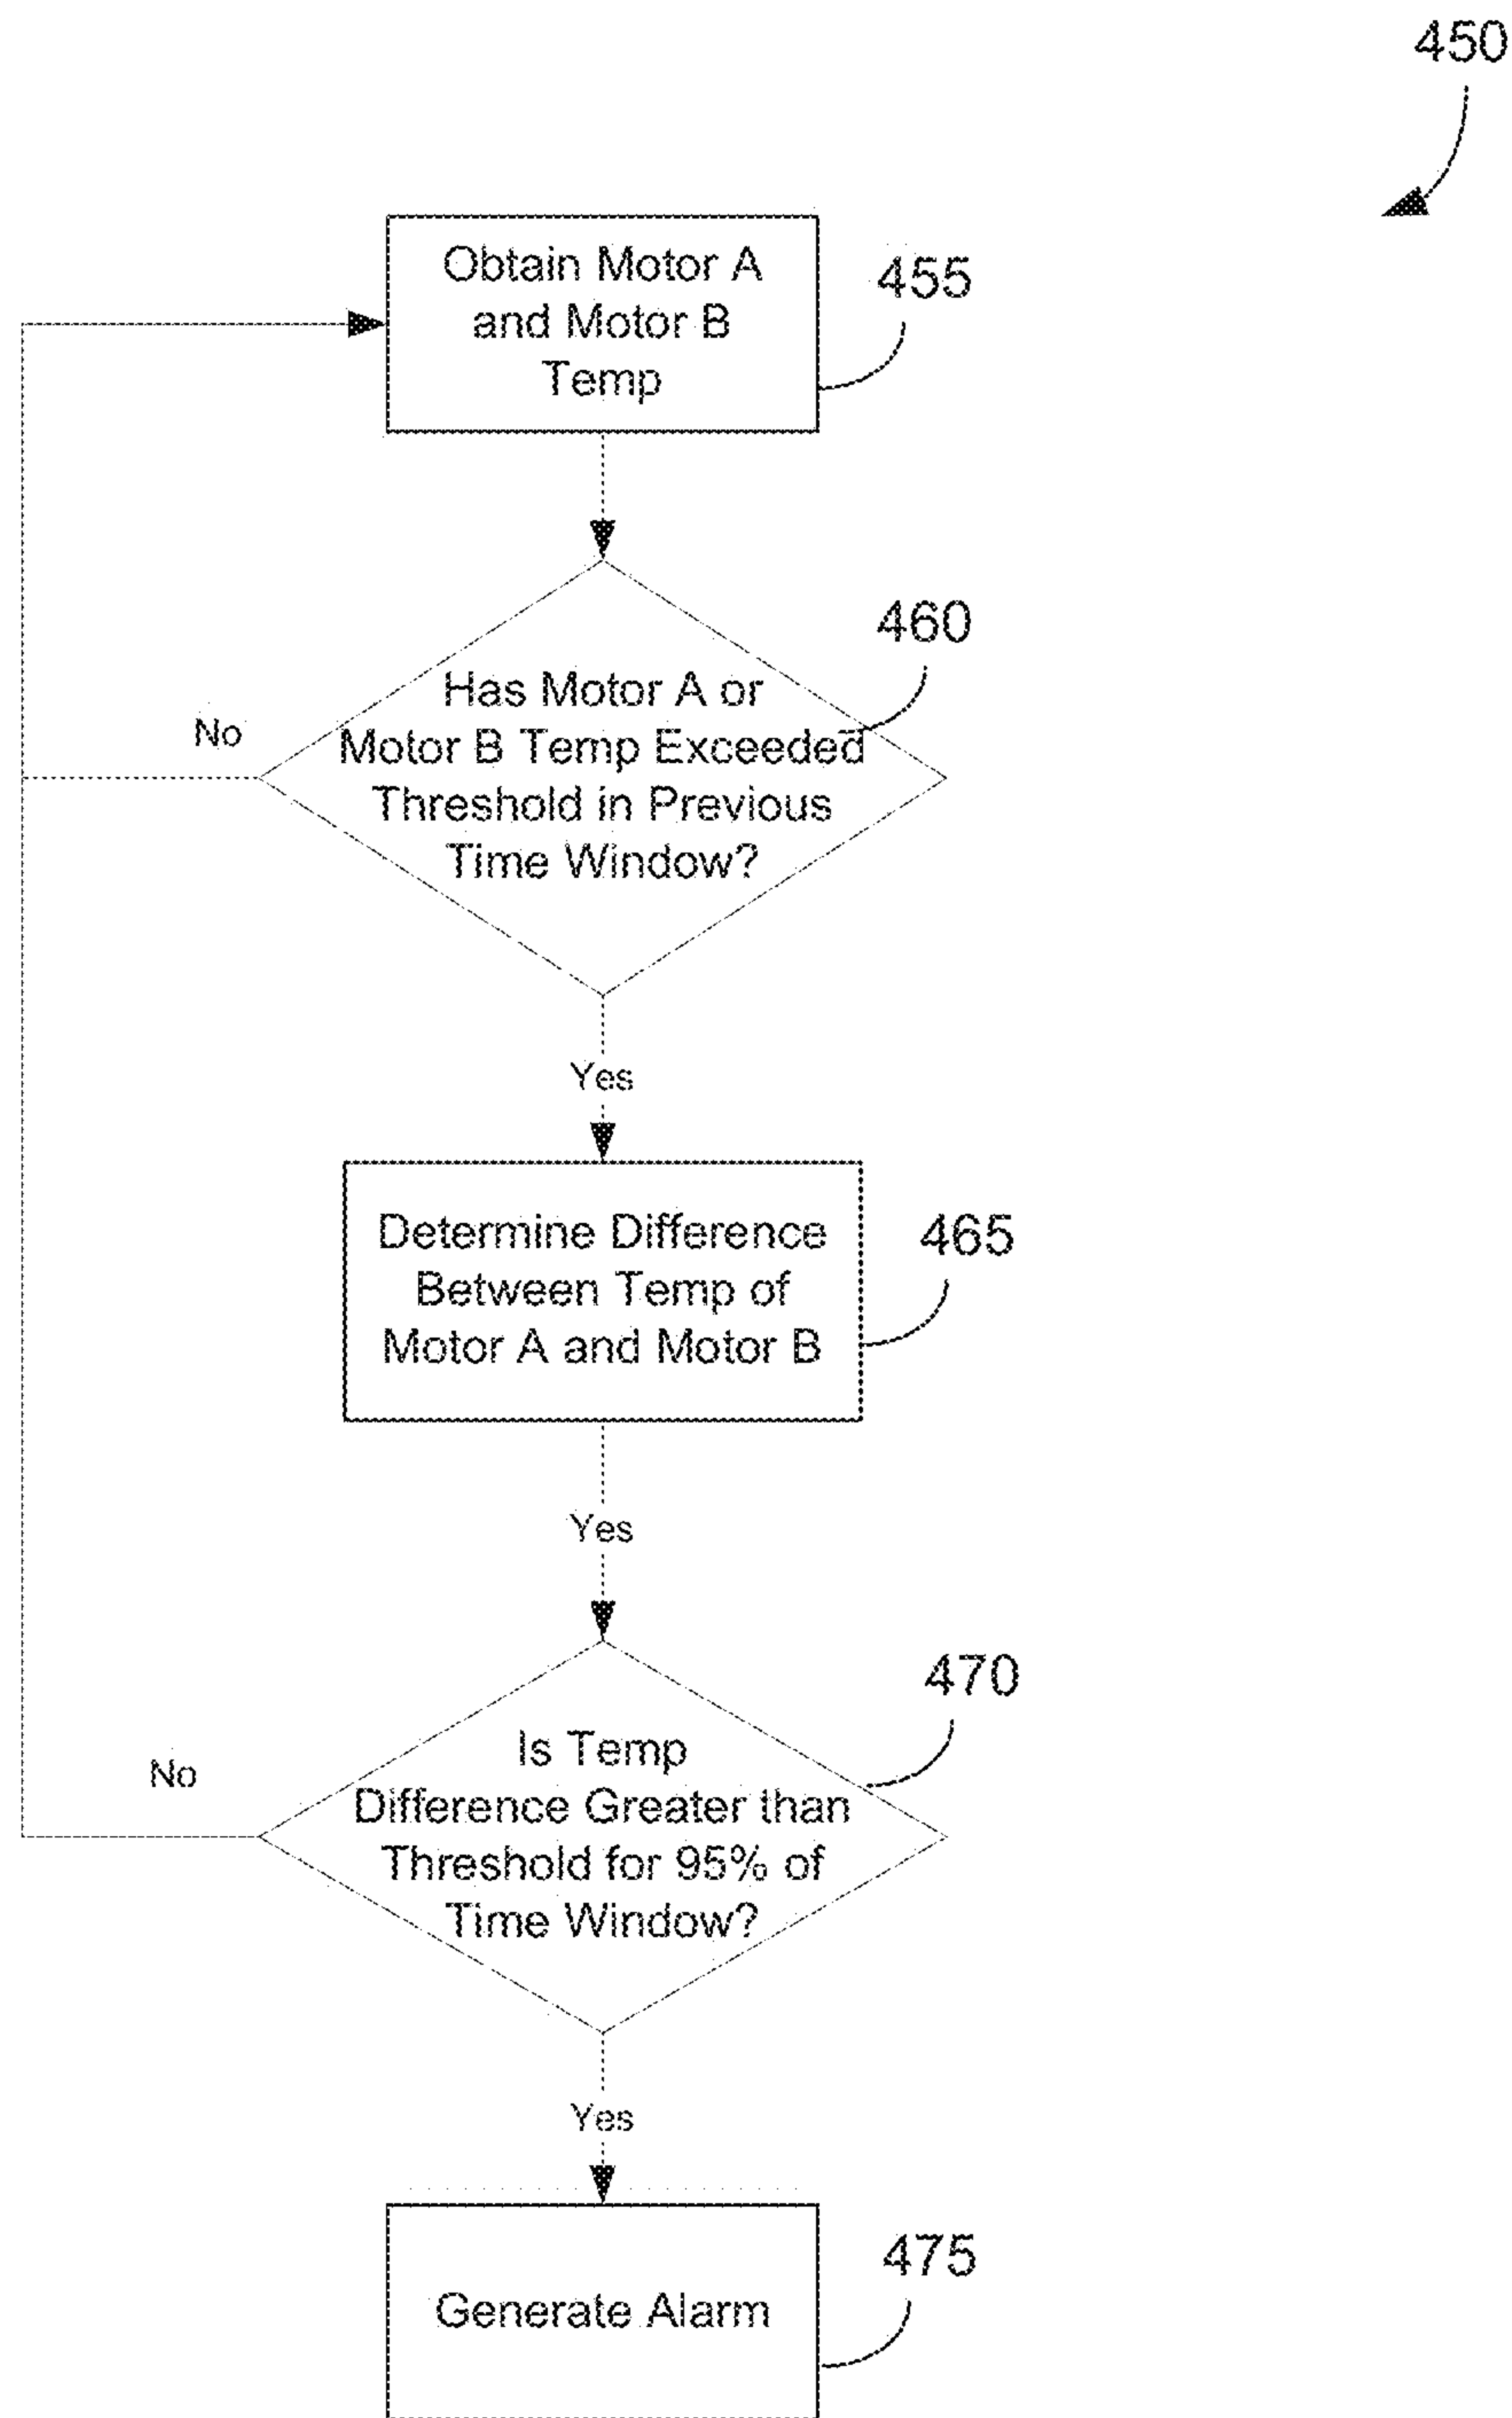 450
Obtain Motor A
and Motor B
Temp
455
460
Has Motor A or
Motor B Temp Exceeded
Threshold in Previous
Time Window?
No
Yes
Determine Difference
Between Temp of
Motor A and Motor B
465
Yes
470
Is Temp
Difference Greater than
Threshold for 95% of
Time Window?
No
Yes
Generate Alarm
475